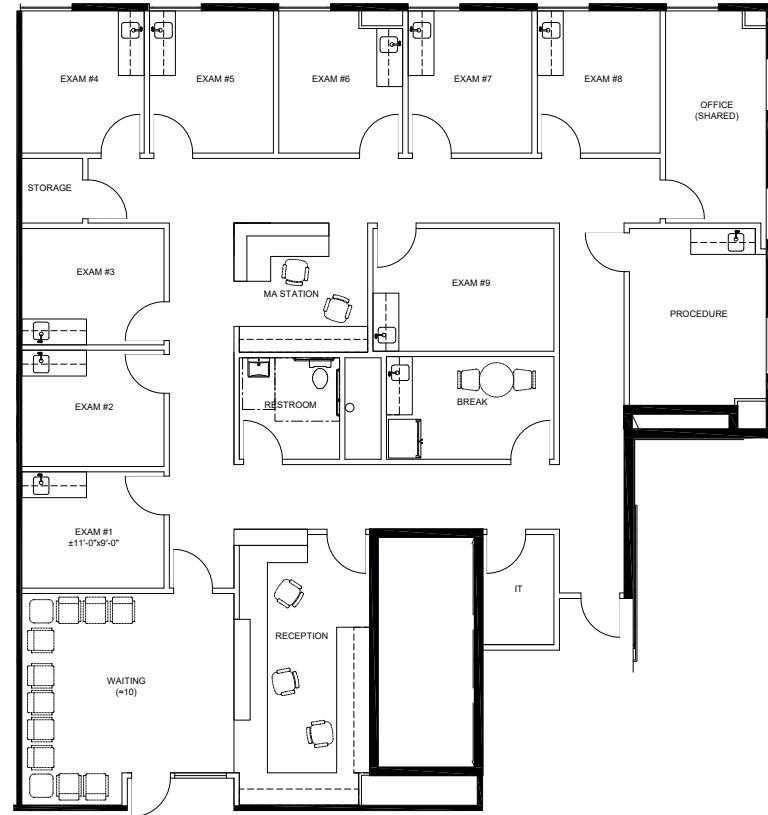 EXAM #4
EXAM #5
EXAM #6
EXAM #7
EXAM #8
OFFICE
(SHARED)
STORAGE
EXAM #3
MA STATION
EXAM #9
PROCEDURE
EXAM #2
RESTROOM
BREAK
EXAM #1
±11'-0"x9'-0"
IT
RECEPTION
WAITING
(≈10)